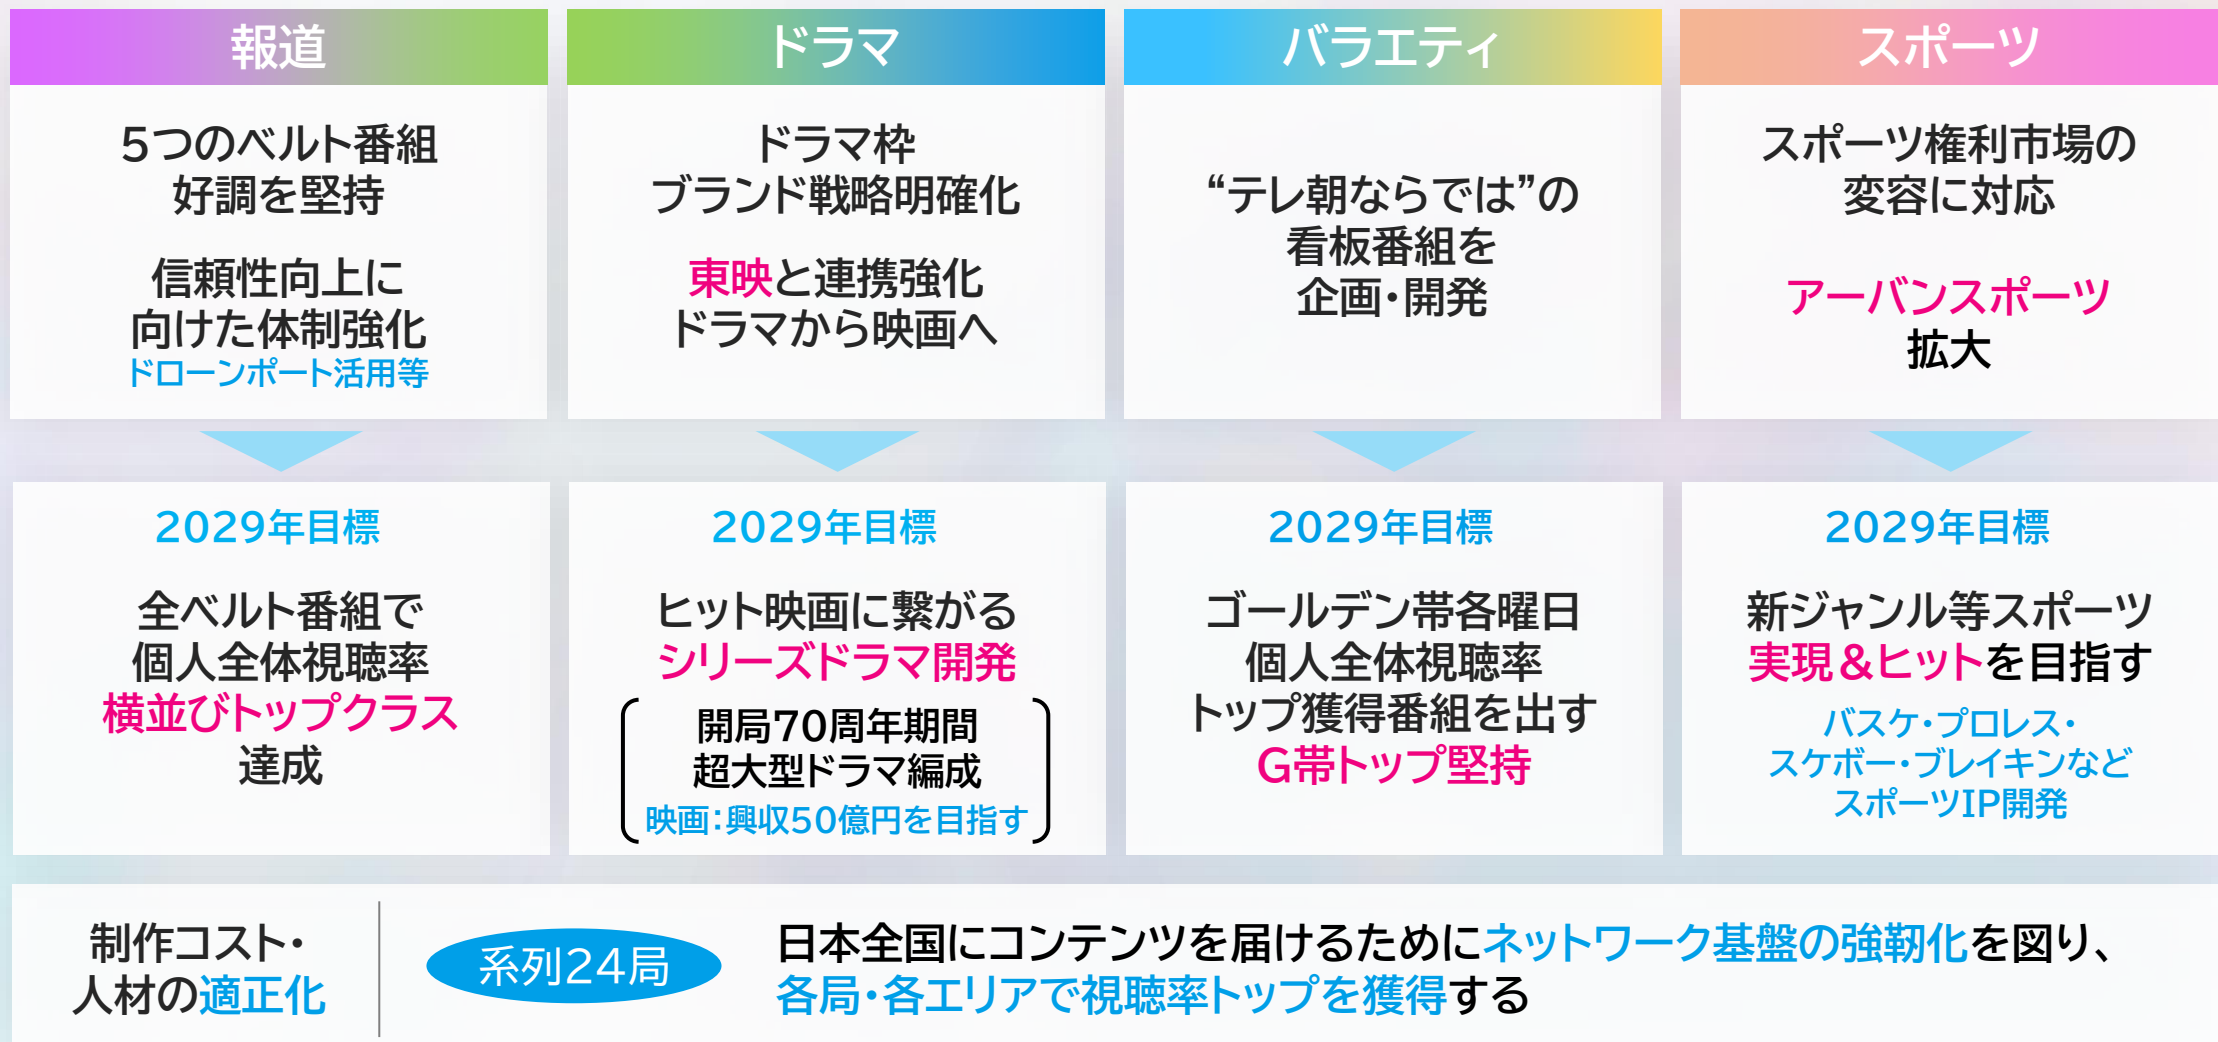 報道
5つのベルト番組
好調を堅持
信頼性向上に
向けた体制強化
ドローンポート活用等
2029年目標
全ベルト番組で
個人全体視聴率
横並びトップクラス
達成
ドラマ
ドラマ枠
ブランド戦略明確化
東映と連携強化
ドラマから映画へ
2029年目標
ヒット映画に繋がる
シリーズドラマ開発
開局70周年期間
超大型ドラマ編成
映画：興収50億円を目指す
バラエティ
“テレ朝ならでは”の
看板番組を
企画・開発
2029年目標
ゴールデン帯各曜日
個人全体視聴率
トップ獲得番組を出す
G帯トップ堅持
スポーツ
スポーツ権利市場の
変容に対応
アーバンスポーツ
拡大
2029年目標
新ジャンル等スポーツ
実現＆ヒットを目指す
バスケ・プロレス・
スケボー・ブレイキンなど
スポーツIP開発
制作コスト・
人材の適正化
系列24局
日本全国にコンテンツを届けるためにネットワーク基盤の強靭化を図り、
各局・各エリアで視聴率トップを獲得する